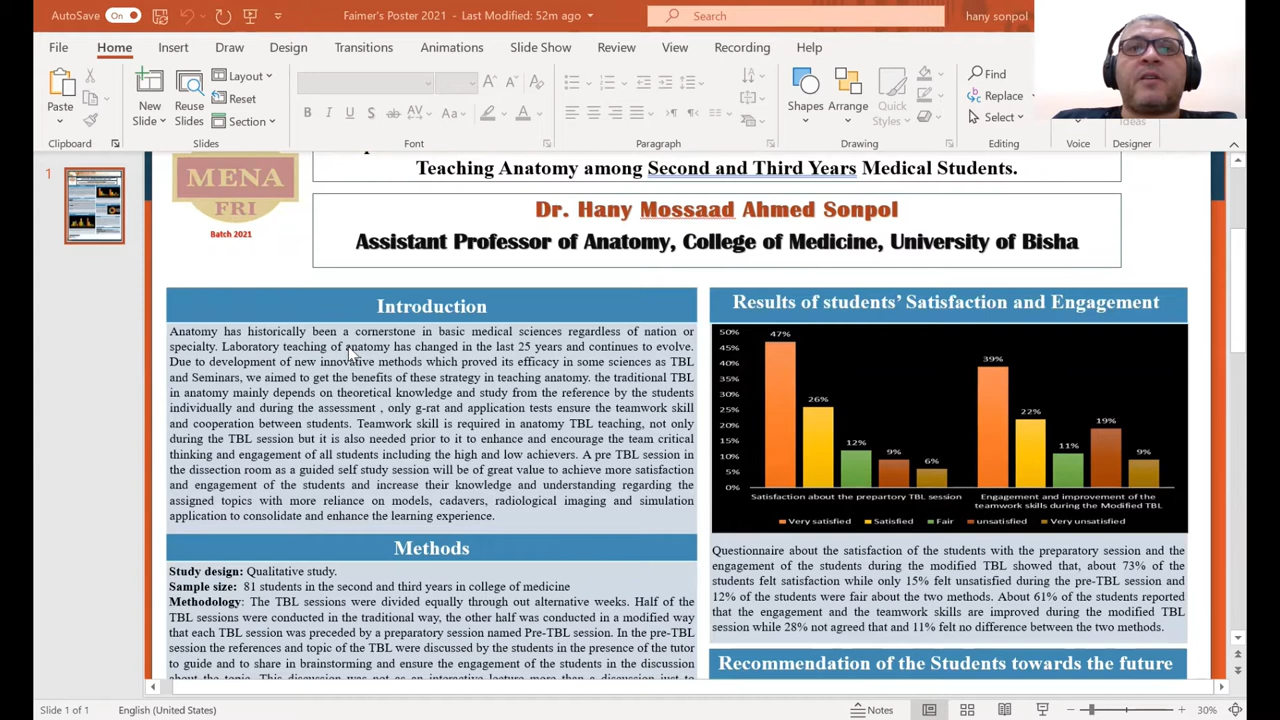 AutoSave On
Faimer's Poster 2021 - Last Modified: 52m ago
Search
hany sonpol
File Home Insert Draw Design Transitions Animations Slide Show Review View Recording Help
Paste
New Slide
Reuse Slides
Layout
Reset
Section
B I U S ab AV Aa A
Shapes Arrange Quick Styles
Find
Replace
Select
Ideas
Clipboard Slides Font Paragraph Drawing Editing Voice Designer
1
MENA
FRI
Batch 2021
Teaching Anatomy among Second and Third Years Medical Students.
Dr. Hany Mossaad Ahmed Sonpol
Assistant Professor of Anatomy, College of Medicine, University of Bisha
Introduction
Anatomy has historically been a cornerstone in basic medical sciences regardless of nation or
specialty. Laboratory teaching of anatomy has changed in the last 25 years and continues to evolve.
Due to development of new innovative methods which proved its efficacy in some sciences as TBL
and Seminars, we aimed to get the benefits of these strategy in teaching anatomy. the traditional TBL
in anatomy mainly depends on theoretical knowledge and study from the reference by the students
individually and during the assessment , only g-rat and application tests ensure the teamwork skill
and cooperation between student. Teamwork skill is required in anatomy TBL teaching, not only
during the TBL session but it is also needed prior to it to enhance and encourage the team critical
thinking and engagement of all students including the high and low achievers. A pre TBL session in
the dissection room as a guided self study session will be of great value to achieve more satisfaction
and engagement of the students and increase their knowledge and understanding regarding the
assigned topics with more reliance on models, cadavers, radiological imaging and simulation
application to consolidate and enhance the learning experience.
Methods
Study design: Qualitative study.
Sample size: 81 students in the second and third years in college of medicine
Methodology: The TBL sessions were divided equally through out alternative weeks. Half of the
TBL sessions were conducted in the traditional way, the other half was conducted in a modified way
that each TBL session was preceded by a preparatory session named Pre-TBL session. In the pre-TBL
session the references and topic of the TBL were discussed by the students in the presence of the tutor
to guide and to share in brainstorming and ensure the engagement of the students in the discussion
about the topic. This discussion was not as an interactive lecture more than a discussion just to
Results of students' Satisfaction and Engagement
50%
45%
40%
35%
30%
25%
20%
15%
10%
5%
0%
47% 26% 12% 9% 6%
39% 22% 11% 19% 9%
Satisfaction about the prepartory TBL session
Engagement and improvement of the
teamwork skills during the Modified TBL
Very satisfied Satisfied Fair unsatisfied Very unsatisfied
Questionnaire about the satisfaction of the students with the preparatory session and the
engagement of the students during the modified TBL showed that, about 73% of the
students felt satisfaction while only 15% felt unsatisfied during the pre-TBL session and
12% of the students were fair about the two methods. About 61% of the students reported
that the engagement and the teamwork skills are improved during the modified TBL
session while 28% not agreed that and 11% felt no difference between the two methods.
Recommendation of the Students towards the future
Slide 1 of 1
English (United States)
Notes
30%